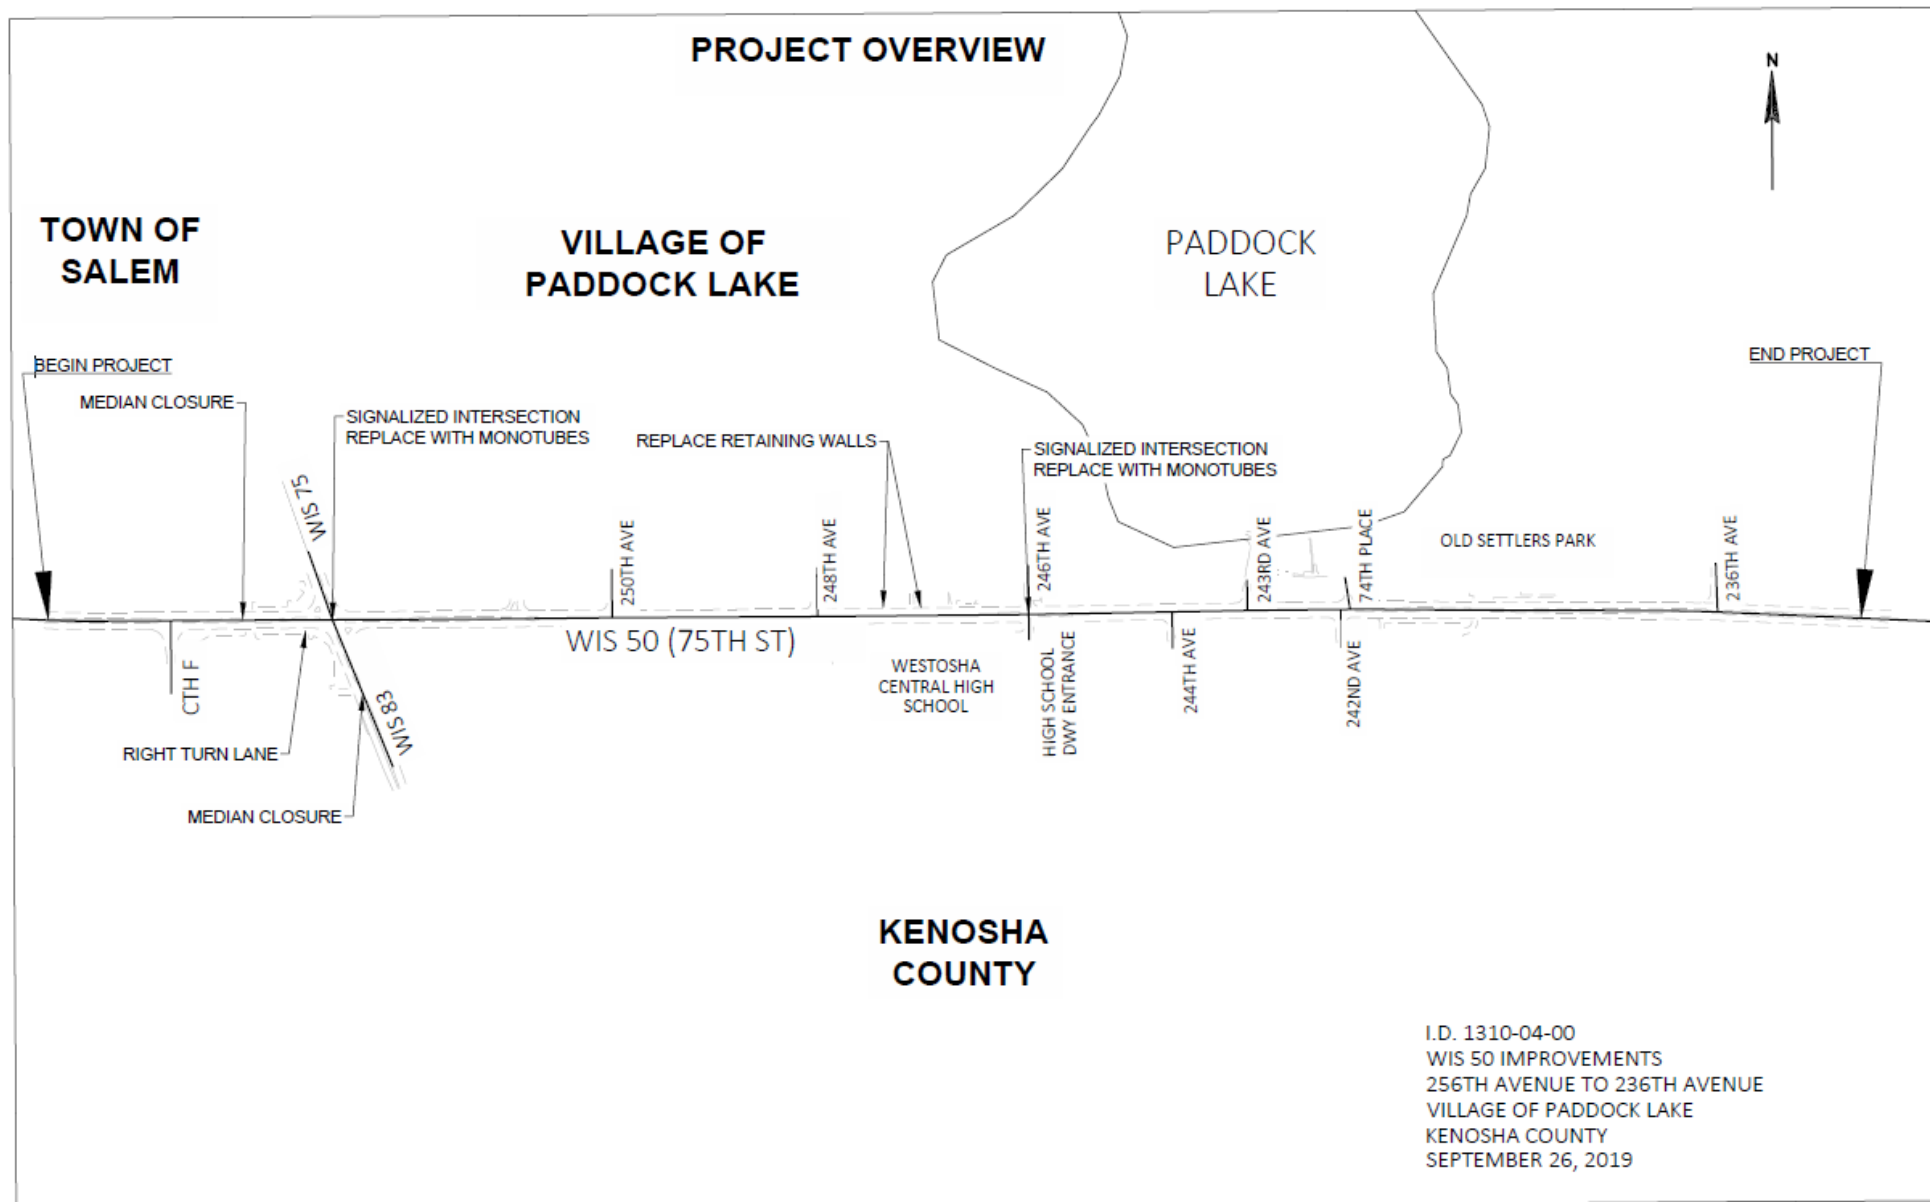 PROJECT OVERVIEW
N
TOWN OF
SALEM
VILLAGE OF
PADDOCK LAKE
PADDOCK
LAKE
BEGIN PROJECT
END PROJECT
MEDIAN CLOSURE
SIGNALIZED INTERSECTION
REPLACE WITH MONOTUBES
REPLACE RETAINING WALLS
SIGNALIZED INTERSECTION
REPLACE WITH MONOTUBES
WIS 75
250TH AVE
248TH AVE
246TH AVE
243RD AVE
74TH PLACE
OLD SETTLERS PARK
236TH AVE
WIS 50 (75TH ST)
CTH F
WIS 83
WESTOSHA
CENTRAL HIGH
SCHOOL
HIGH SCHOOL
DWY ENTRANCE
244TH AVE
242ND AVE
RIGHT TURN LANE
MEDIAN CLOSURE
KENOSHA
COUNTY
I.D. 1310-04-00
WIS 50 IMPROVEMENTS
256TH AVENUE TO 236TH AVENUE
VILLAGE OF PADDOCK LAKE
KENOSHA COUNTY
SEPTEMBER 26, 2019